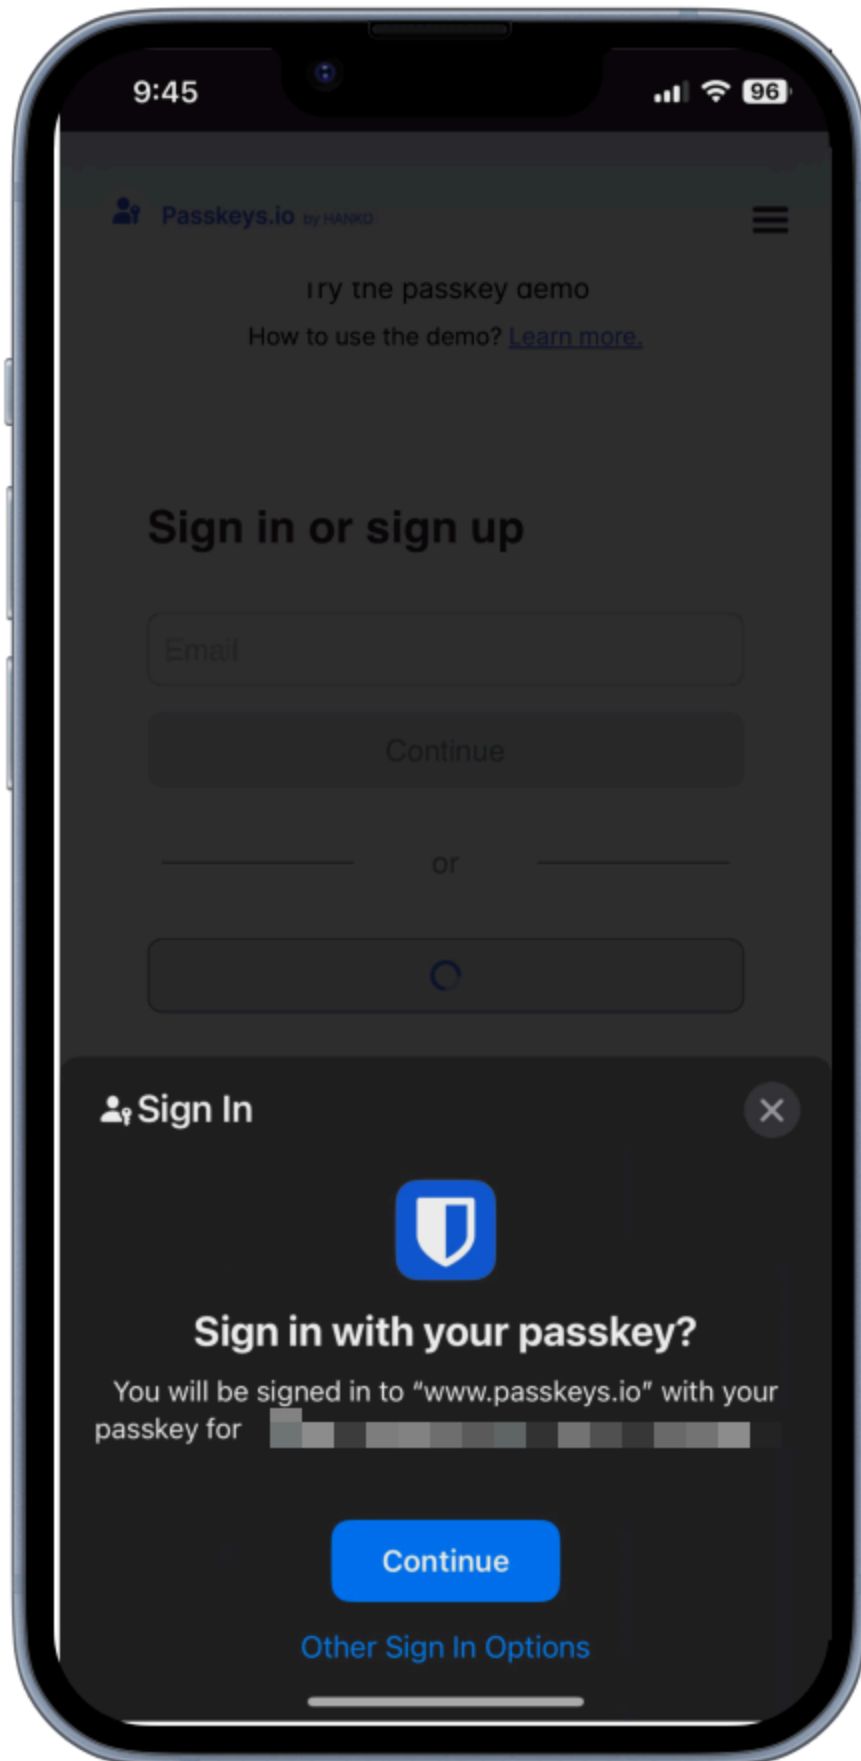 9:45
96
Passkeys.io by HANKO
Try the passkey demo
How to use the demo? Learn more.
Sign in or sign up
Email
Continue
or
Sign In
Sign in with your passkey?
You will be signed in to “www.passkeys.io” with your
passkey for
Continue
Other Sign In Options